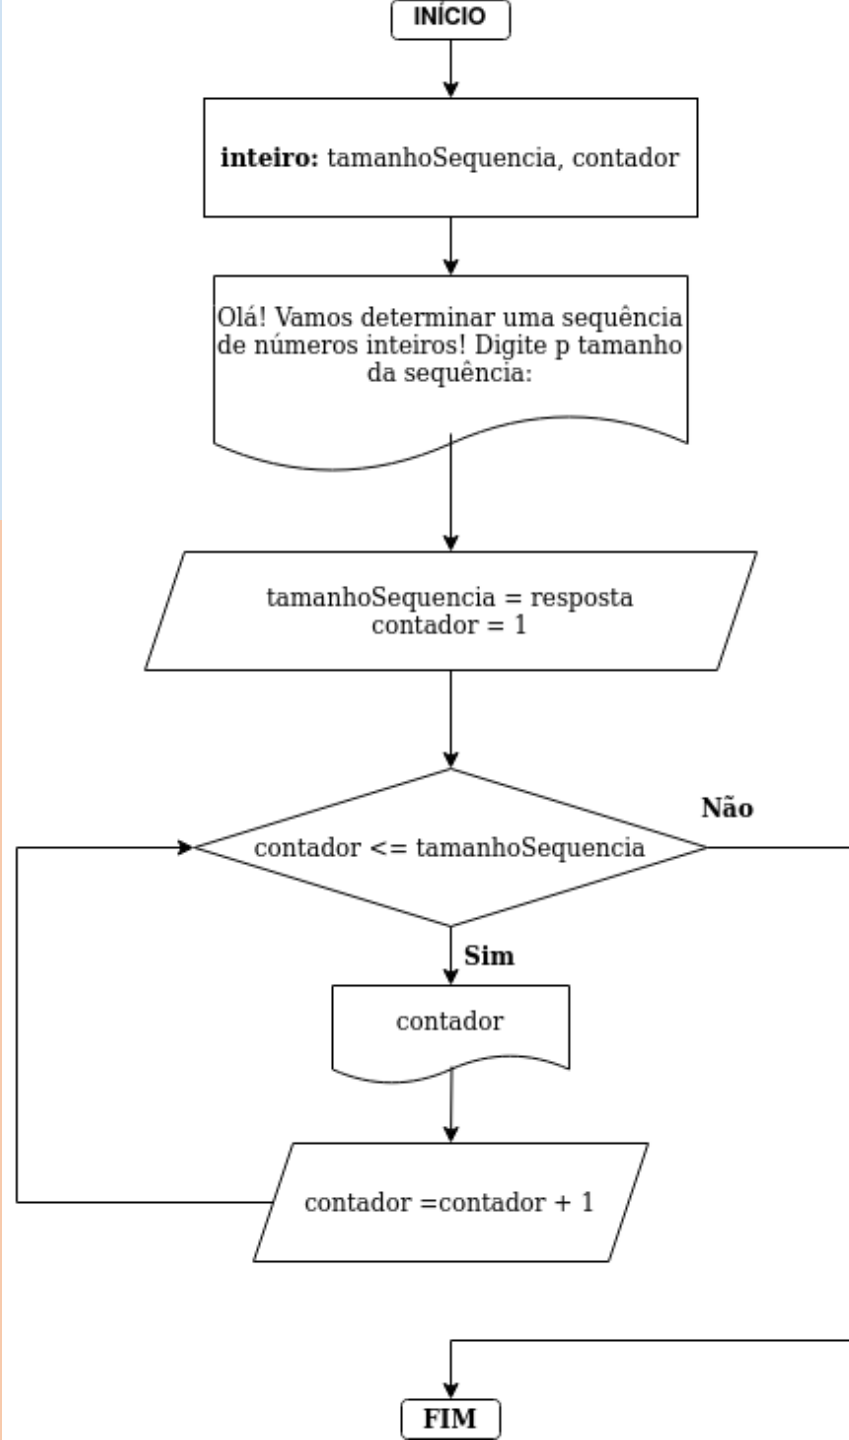 INÍCIO
inteiro: tamanhoSequencia, contador
Olá! Vamos determinar uma sequência
de números inteiros! Digite p tamanho
da sequência:
tamanhoSequencia = resposta
contador = 1
Não
contador <= tamanhoSequencia
Sim
contador
contador =contador + 1
FIM